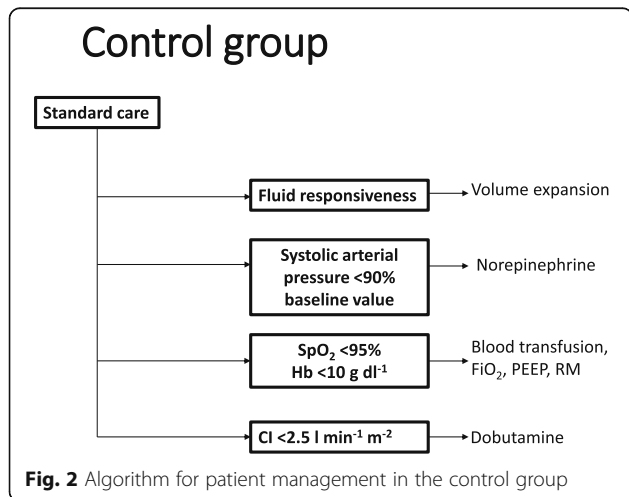 Control group
Standard care
Fluid responsiveness
Volume expansion
Systolic arterial
pressure <90%
baseline value
Norepinephrine
SpO₂ <95%
Hb <10 g dl⁻¹
Blood transfusion,
FiO₂, PEEP, RM
CI <2.5 l min⁻¹ m⁻²
Dobutamine
Fig. 2 Algorithm for patient management in the control group